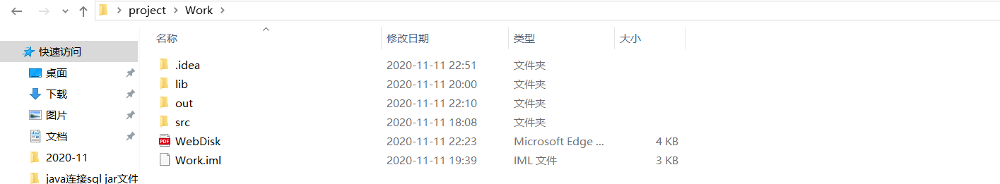 project > Work >
名称 修改日期 类型 大小
快速访问
桌面
下载
图片
文档
2020-11
java连接sql jar文件
.idea 2020-11-11 22:51 文件夹
lib 2020-11-11 20:00 文件夹
out 2020-11-11 22:10 文件夹
src 2020-11-11 18:08 文件夹
PDF WebDisk 2020-11-11 22:23 Microsoft Edge ... 4 KB
Work.iml 2020-11-11 19:39 IML 文件 3 KB